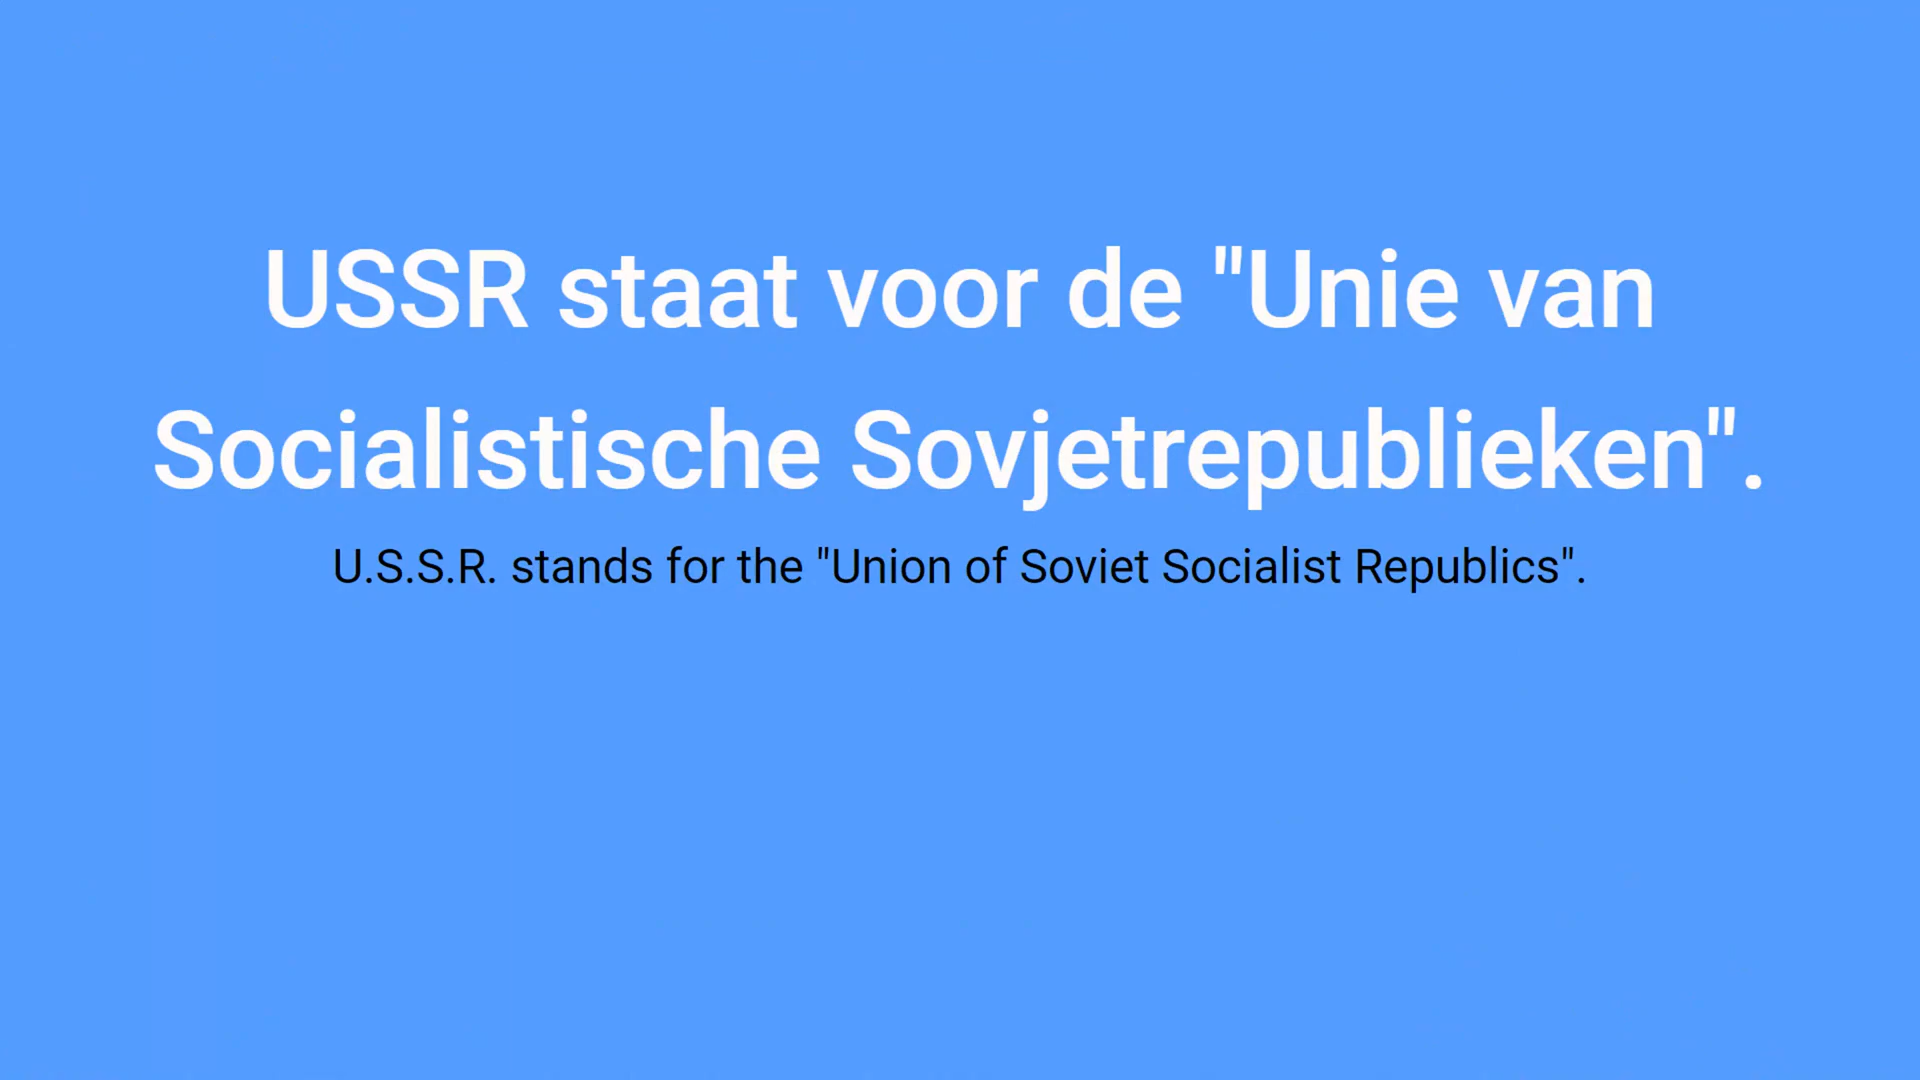 USSR staat voor de "Unie van
Socialistische Sovjetrepublieken".
U.S.S.R. stands for the "Union of Soviet Socialist Republics".